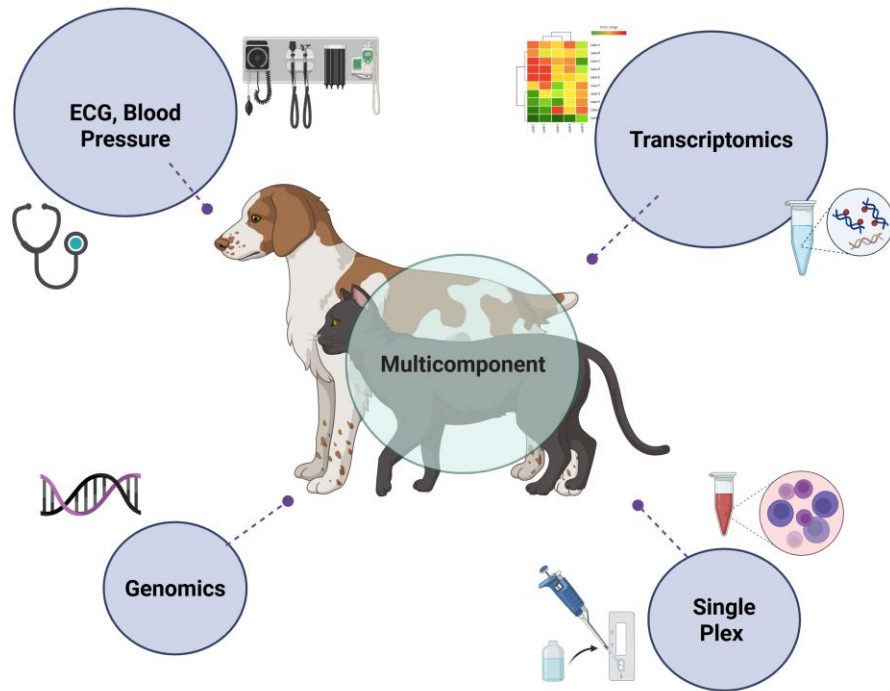 ECG, Blood
Pressure
Transcriptomics
Multicomponent
Genomics
Single
Plex